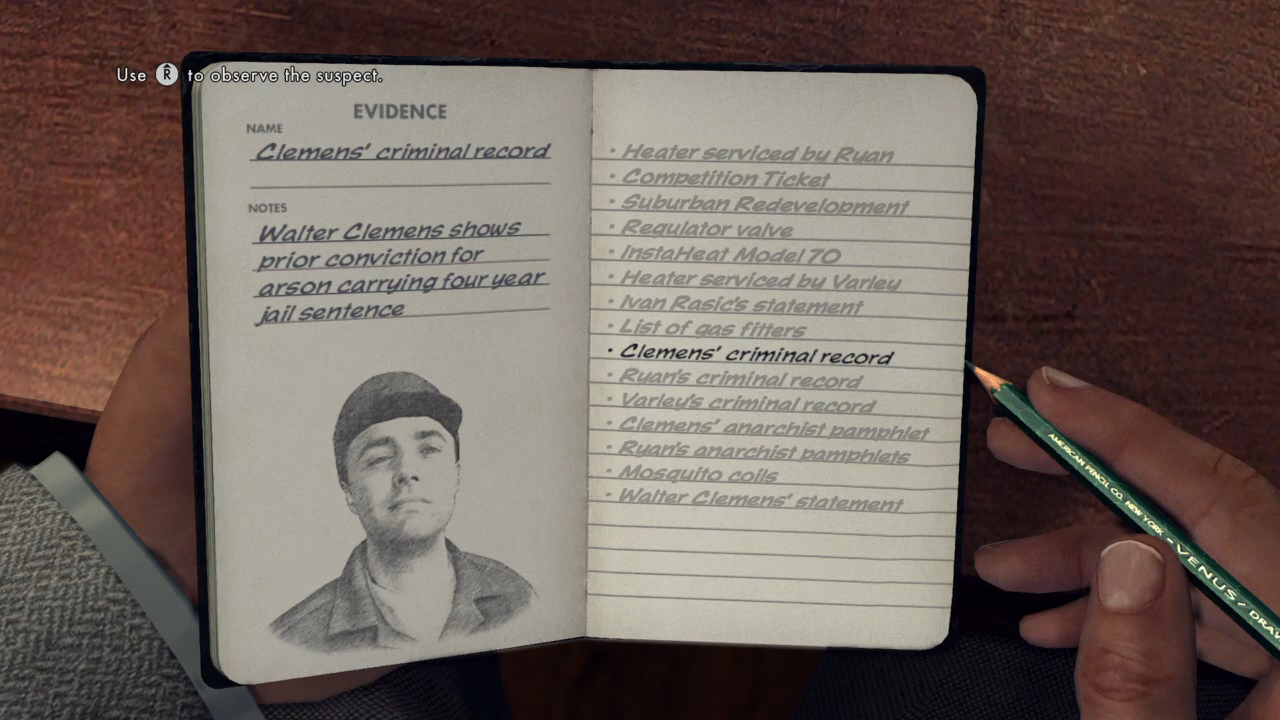 Use R to observe the suspect.
EVIDENCE
NAME
Clemens' criminal record
NOTES
Walter Clemens shows
prior conviction for
arson carrying four year
jail sentence
• Heater serviced by Ryan
• Competition Ticket
• Suburban Redevelopment
• Regulator valve
• InstaHeat Model 70
• Heater serviced by Varley
• Ivan Rasic's statement
• List of gas fitters
• Clemens' criminal record
• Ryan's criminal record
• Varley's criminal record
• Clemens' anarchist pamphlet
• Ryan's anarchist pamphlets
• Mosquito coils
• Walter Clemens' statement
AMERICAN PENCIL CO. NEW YORK - VENUS / DRAW